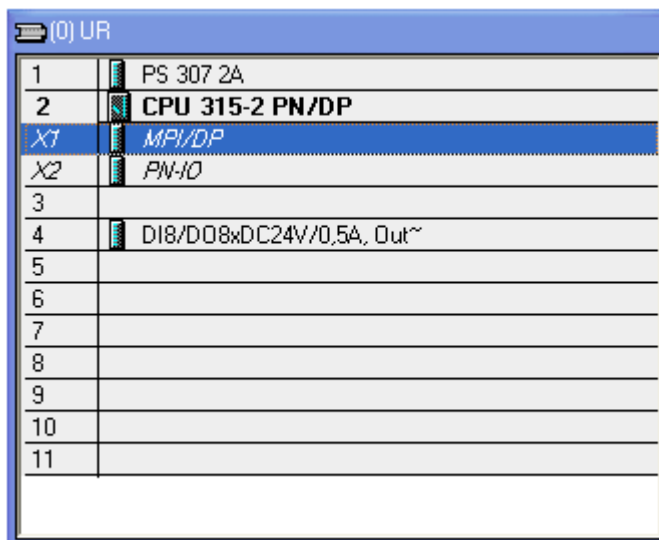 (0) UR
1 PS 307 2A
2 CPU 315-2 PN/DP
X1 MPI/DP
X2 PN-IO
3
4 DI8/DO8xDC24V/0,5A, Out~
5
6
7
8
9
10
11